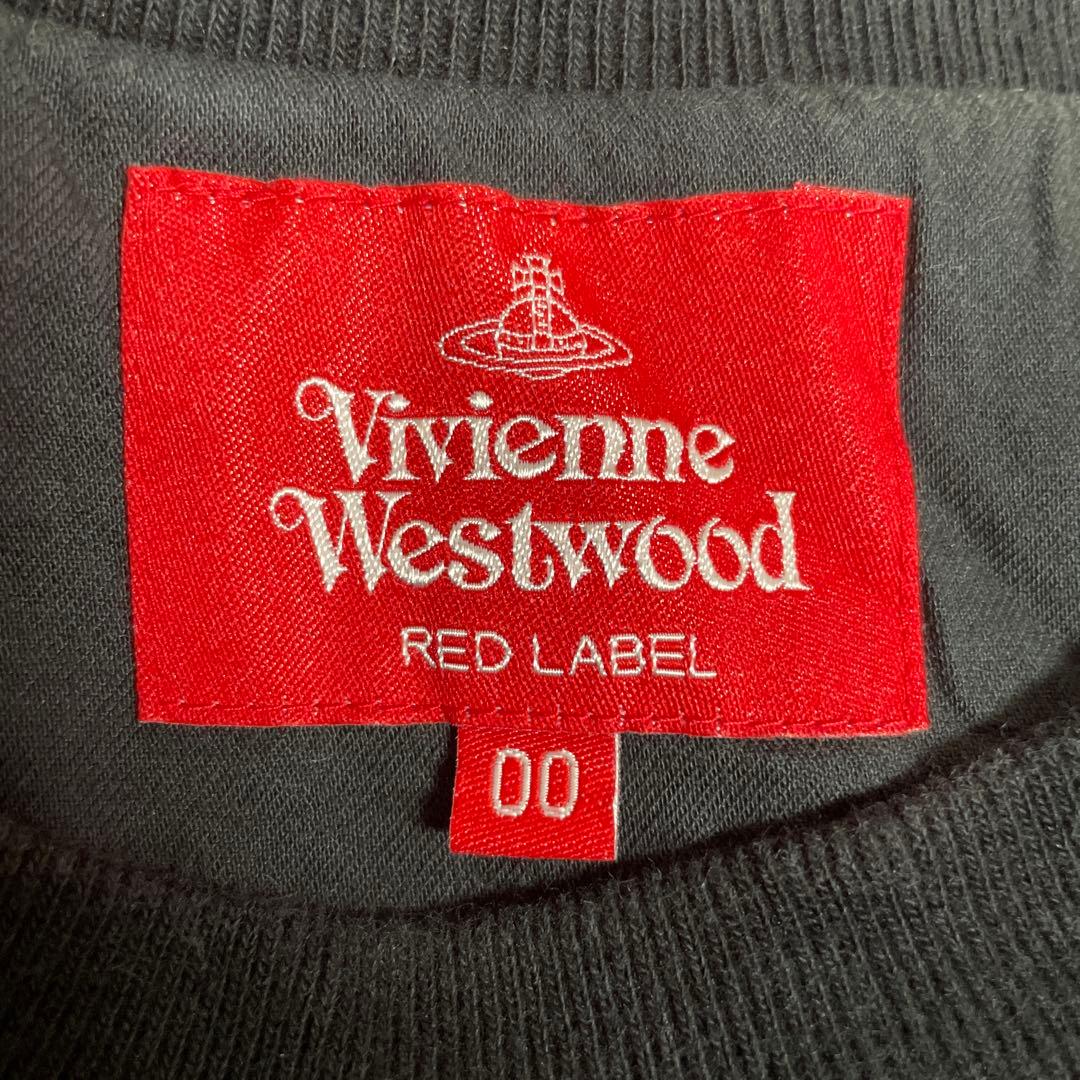 Vivienne
Westwood
RED LABEL
00